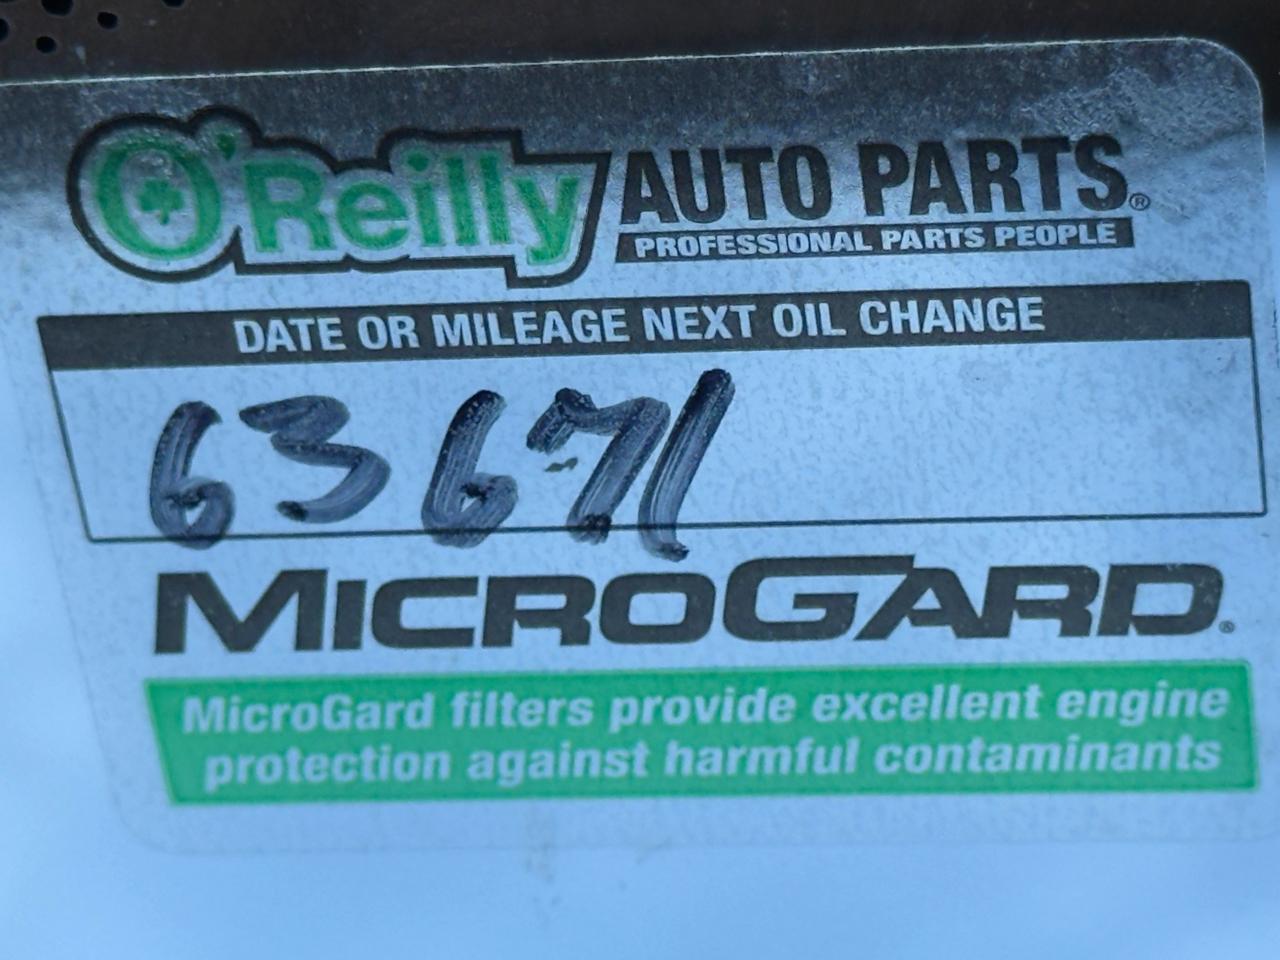 O'Reilly AUTO PARTS®
PROFESSIONAL PARTS PEOPLE
DATE OR MILEAGE NEXT OIL CHANGE
63671
MICROGARD®
MicroGard filters provide excellent engine
protection against harmful contaminants